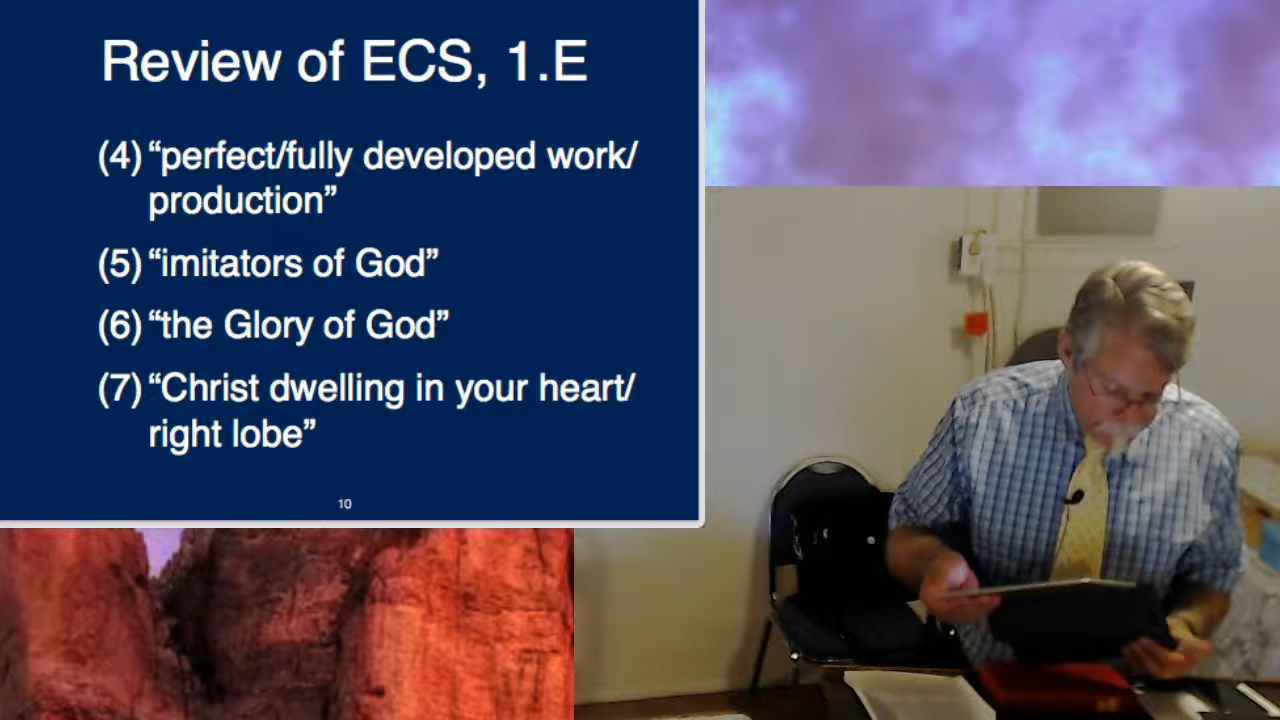 Review of ECS, 1.E
(4) “perfect/fully developed work/
production”
(5) “imitators of God”
(6) “the Glory of God”
(7) “Christ dwelling in your heart/
right lobe”
10